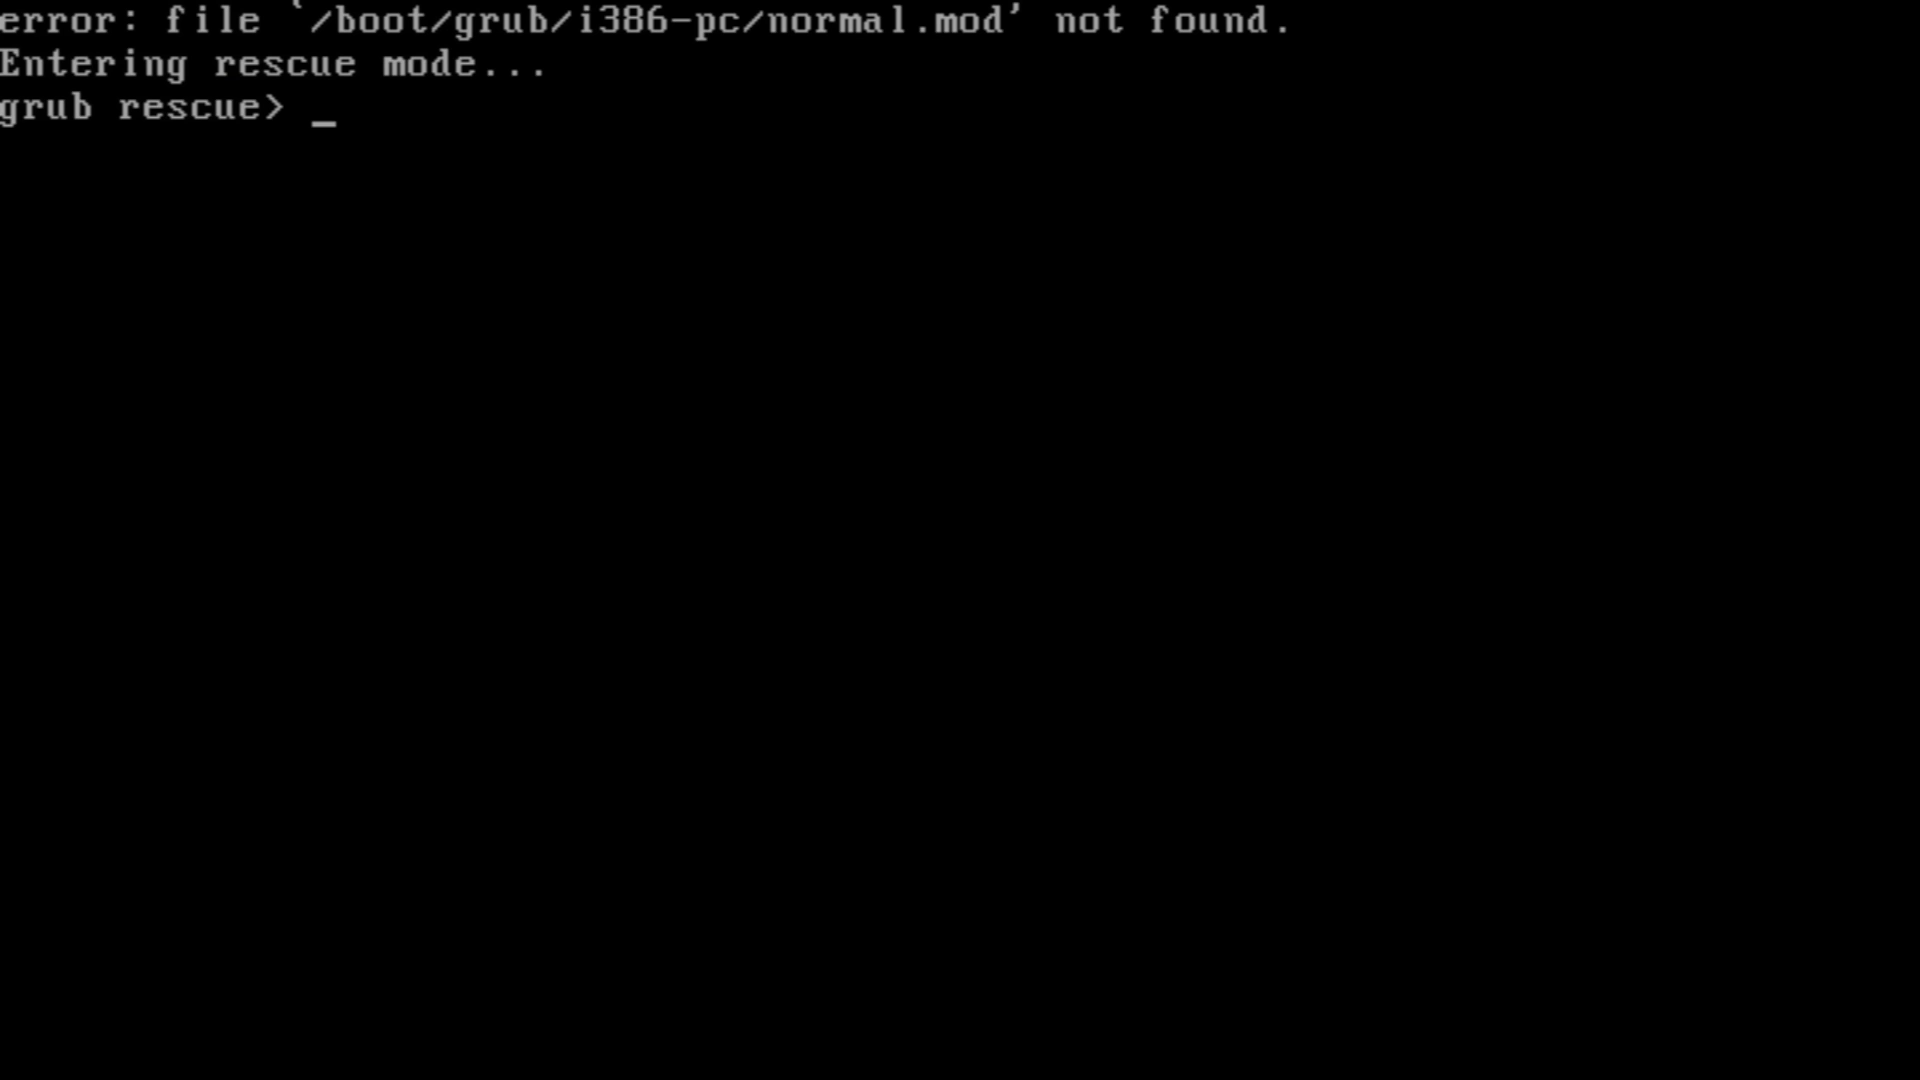 error: file `/boot/grub/i386-pc/normal.mod' not found.
Entering rescue mode...
grub rescue> _